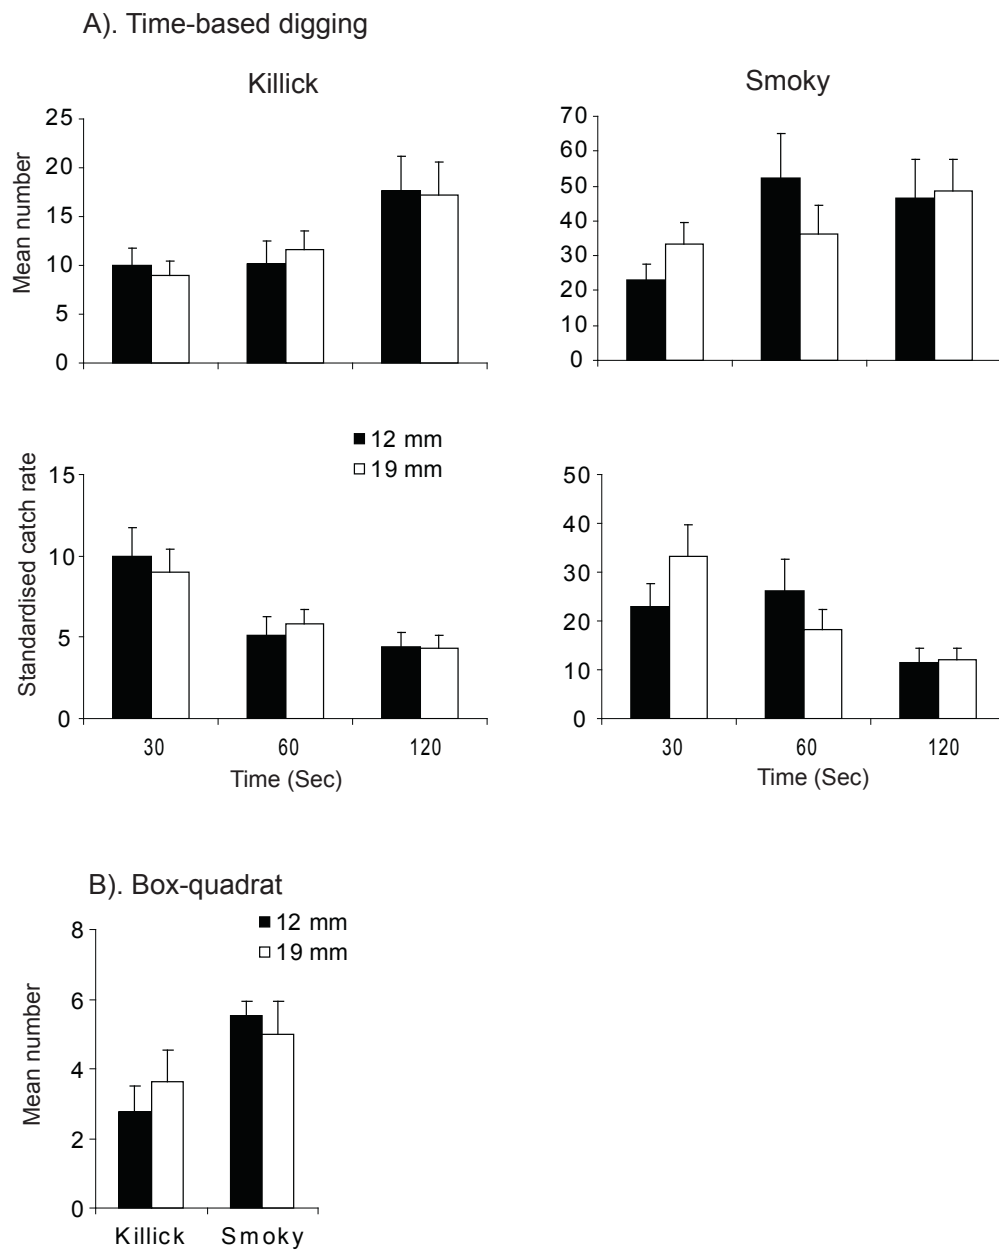 A). Time-based digging
Killick
Smoky
Mean number
25
20
15
10
5
0
70
60
50
40
30
20
10
0
12 mm
19 mm
Standardised catch rate
15
10
5
0
30 60 120
Time (Sec)
50
40
30
20
10
0
30 60 120
Time (Sec)
B). Box-quadrat
12 mm
19 mm
Mean number
8
6
4
2
0
Killick Smoky